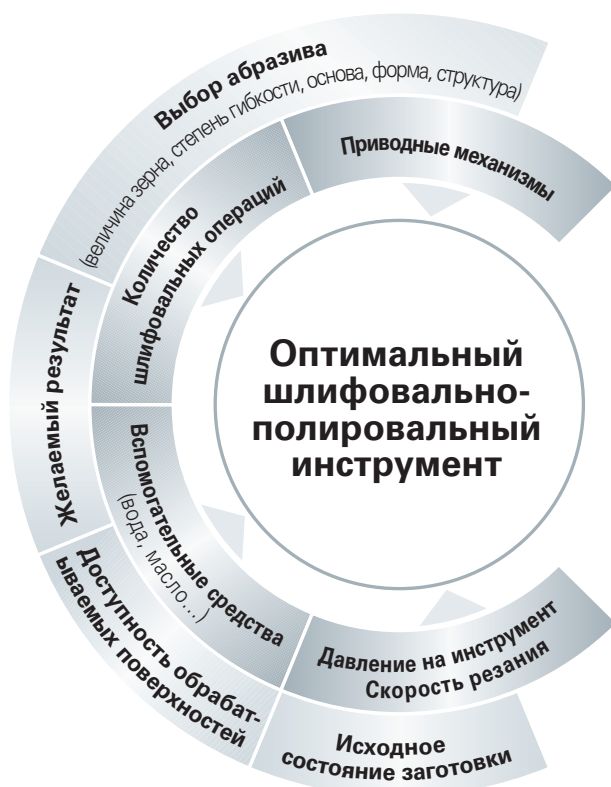 Выбор абразива
(величина зерна, степень гибкости, основа, форма, структура)
Приводные механизмы
Количество
шлифовальных операций
Желаемый результат
Оптимальный
шлифовально-
полировальный
инструмент
Вспомогательные средства
(вода, масло...)
Доступность обрабат-
ываемых поверхностей
Давление на инструмент
Скорость резания
Исходное
состояние заготовки